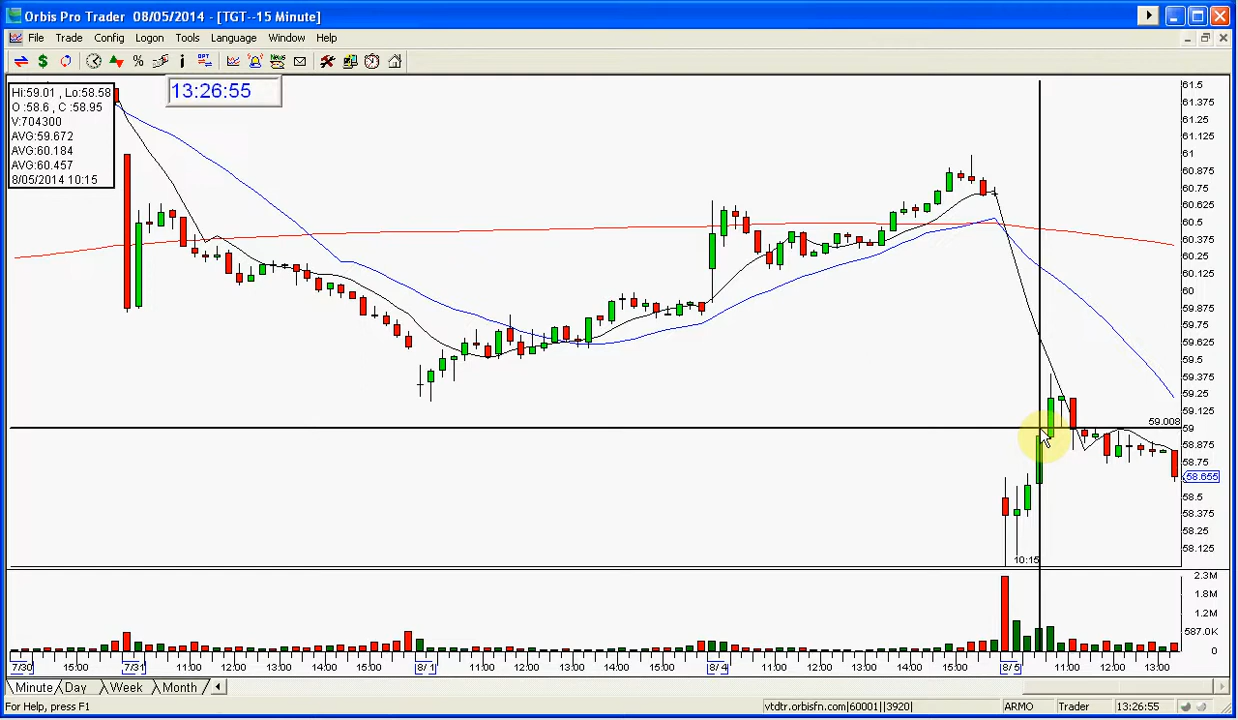 Orbis Pro Trader 08/05/2014 - [TGT--15 Minute]
File Trade Config Logon Tools Language Window Help
13:26:55
Hi:59.01 , Lo:58.58
O :58.6 , C :58.95
V:704300
AVG:59.672
AVG:60.184
AVG:60.457
8/05/2014 10:15
61.5
61.375
61.25
61.125
61
60.875
60.75
60.625
60.5
60.375
60.25
60.125
60
59.875
59.75
59.625
59.5
59.375
59.25
59.125
59.008
59
58.875
58.75
58.655
58.5
58.375
58.25
58.125
10:15
2.3M
1.8M
1.2M
587.0K
0
7/30 15:00 7/31 11:00 12:00 13:00 14:00 15:00 8/1 11:00 12:00 13:00 14:00 15:00 8/4 11:00 12:00 13:00 14:00 15:00 8/5 11:00 12:00 13:00
Minute Day Week Month
For Help, press F1 vtdtr.orbisfn.com|60001||3920| ARMO Trader 13:26:55